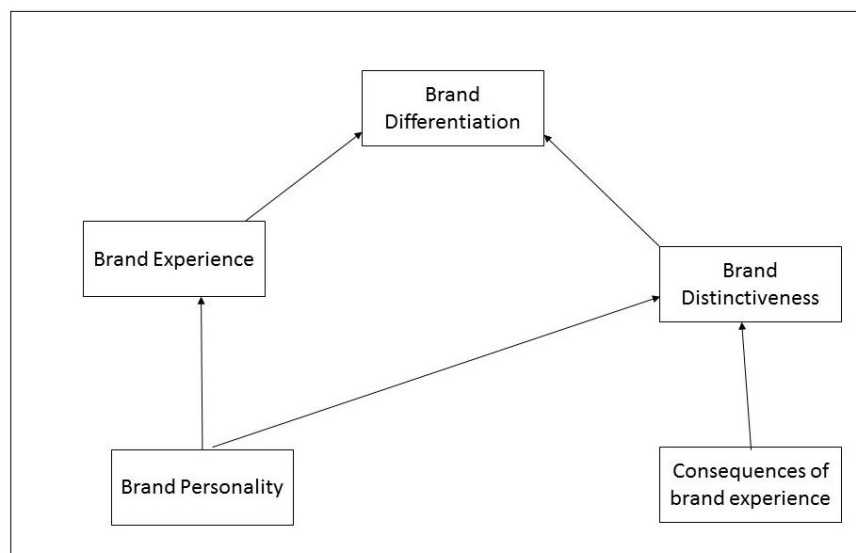 Brand
Differentiation
Brand Experience
Brand
Distinctiveness
Brand Personality
Consequences of
brand experience